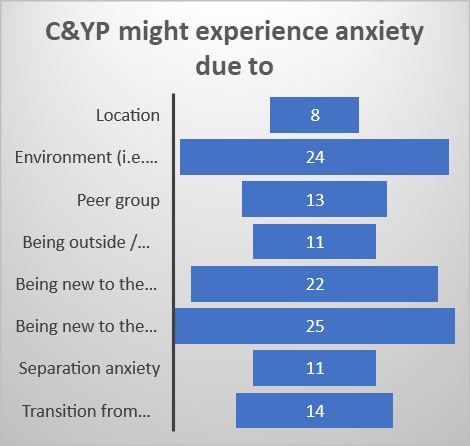 C&YP might experience anxiety
due to
Location
8
Environment (i.e....
24
Peer group
13
Being outside /...
11
Being new to the...
22
Being new to the...
25
Separation anxiety
11
Transition from...
14